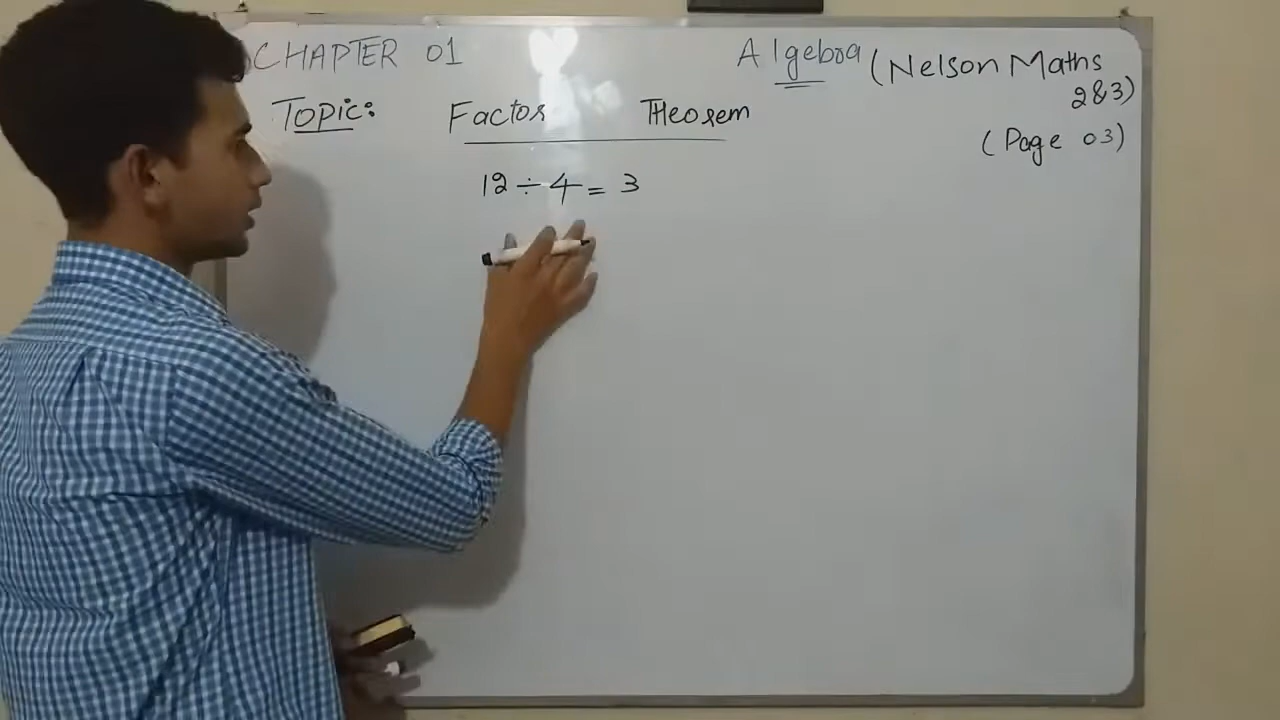 CHAPTER 01
Algebra (Nelson Maths
2&3)
Topic: Factor Theorem
(Page 03)
12 ÷ 4 = 3